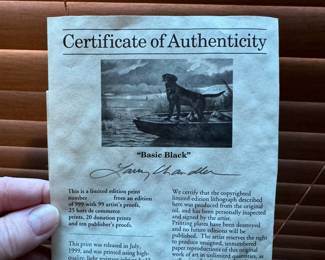 Certificate of Authenticity
"Basic Black"
Larry Chandler
This is a limited edition print
number from an edition
of 999 with 99 artist's proofs,
25 hors de commerce
prints, 20 donation prints
and ten publisher's proofs.
This print was released in July,
1999, and was printed using high-
quality, light
We certify that the copyrighted
limited edition lithograph described
here was produced from the original
oil, and has been personally inspected
and signed by the artist.
Printing plates have been destroyed
and no future editions will be
published. The artist reserves the right
to produce unsigned, unnumbered
paper reproductions of this original
work of art in unlimited quantities, as